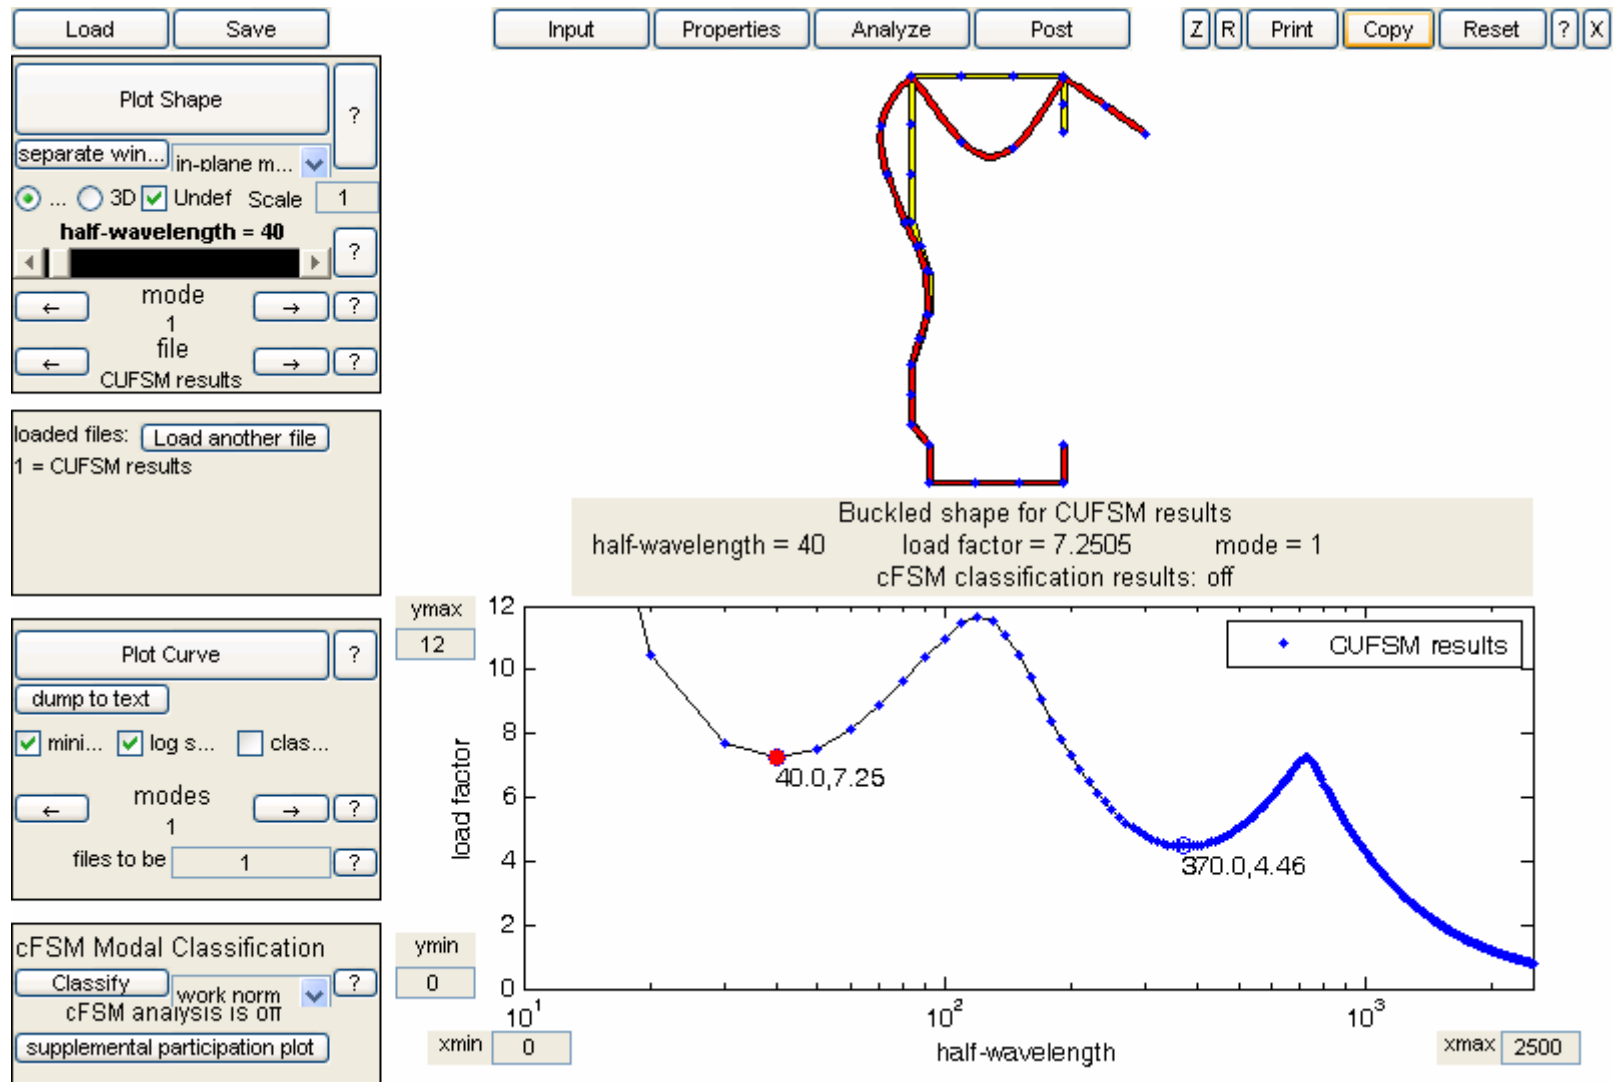 Load Save Input Properties Analyze Post Z R Print Copy Reset ? X
Plot Shape ?
separate win... in-plane m...
... 3D Undef Scale 1
half-wavelength = 40 ?
← mode → ?
1
← file → ?
CUFSM results
loaded files: Load another file
1 = CUFSM results
Buckled shape for CUFSM results
half-wavelength = 40 load factor = 7.2505 mode = 1
cFSM classification results: off
Plot Curve ?
dump to text
mini... log s... clas...
← modes → ?
1
files to be 1 ?
cFSM Modal Classification
Classify work norm ?
cFSM analysis is off
supplemental participation plot
ymax
12
ymin
0
xmin 0
xmax 2500
12
10
8
6
4
2
0
load factor
CUFSM results
40.0,7.25
370.0,4.46
10¹ 10² 10³
half-wavelength